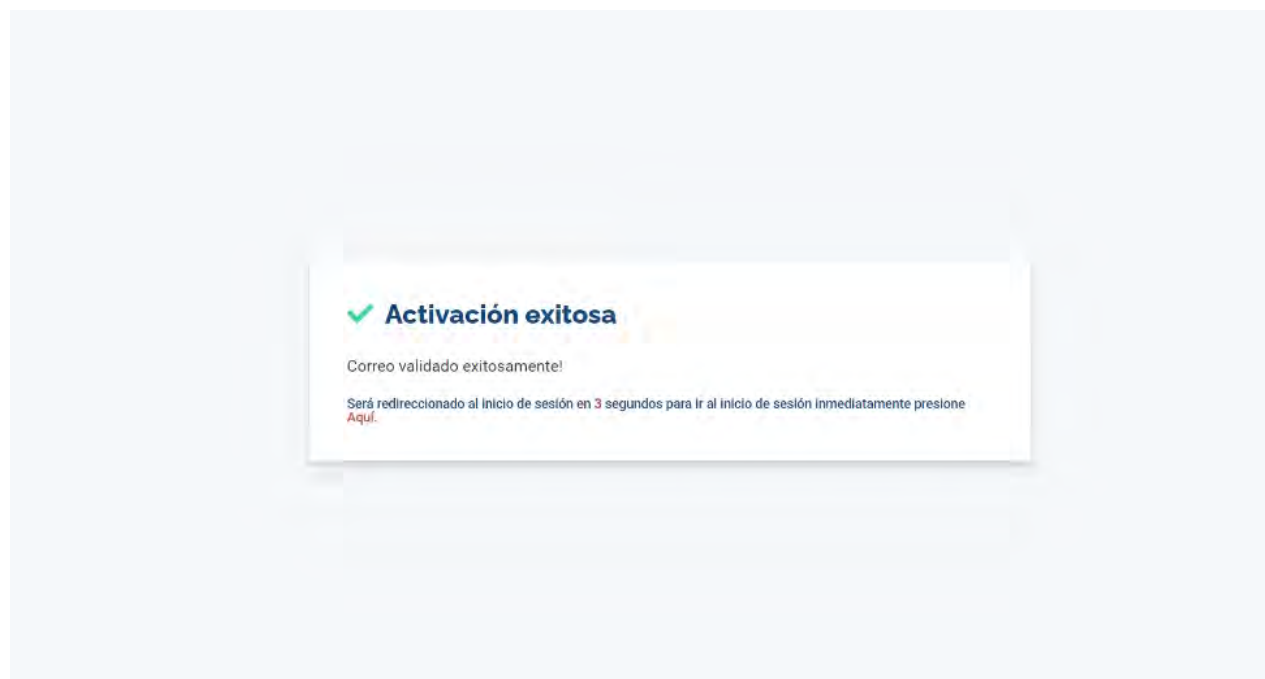 Activación exitosa
Correo validado exitosamente!
Será redireccionado al inicio de sesión en 3 segundos para ir al inicio de sesión inmediatamente presione
Aquí.